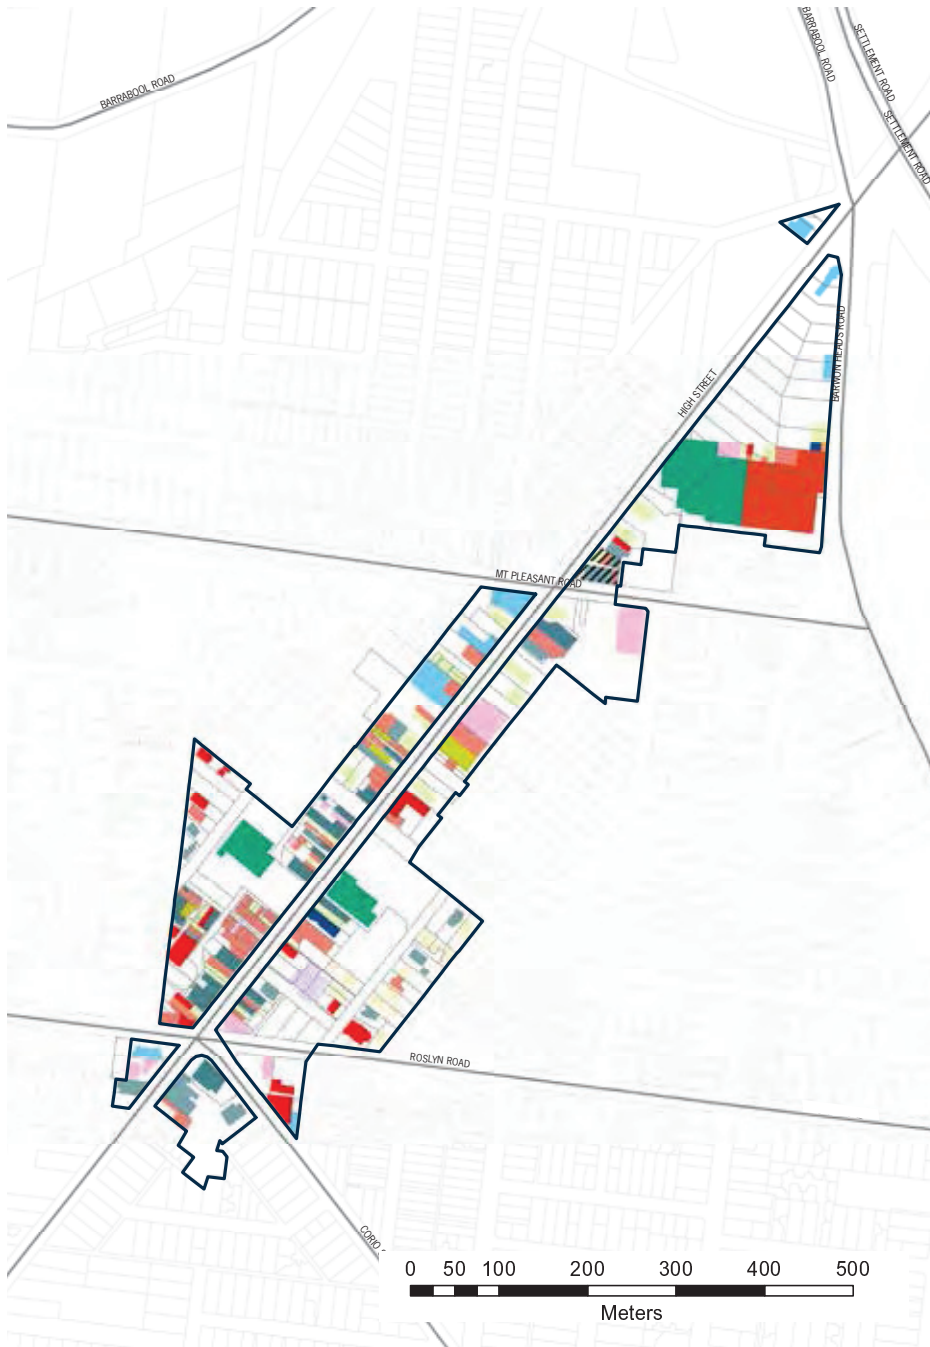 BARRABOOL ROAD
SETTLEMENT ROAD
BARRABOOL ROAD
SETTLEMENT ROAD
BARWON HEADS ROAD
HIGH STREET
MT PLEASANT ROAD
ROSLYN ROAD
CORIO
0 50 100 200 300 400 500
Meters